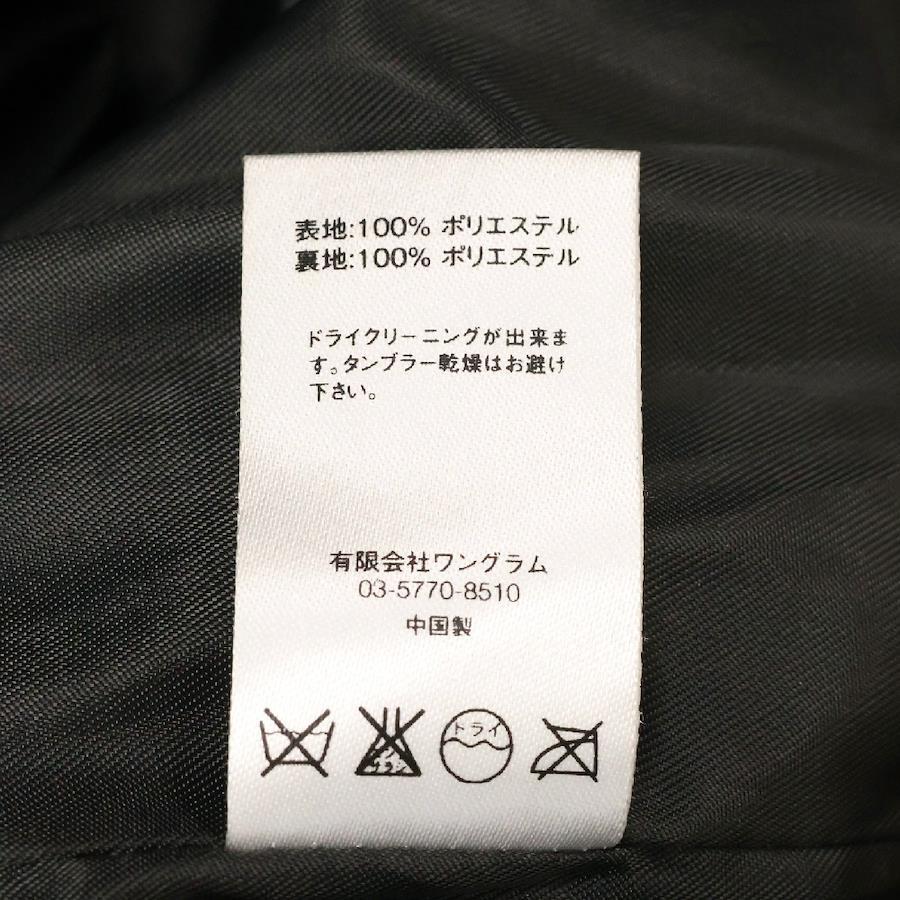 表地:100% ポリエステル
裏地:100% ポリエステル
ドライクリーニングが出来ま
す。タンブラー乾燥はお避け
下さい。
有限会社ワングラム
03-5770-8510
中国製
ドライ